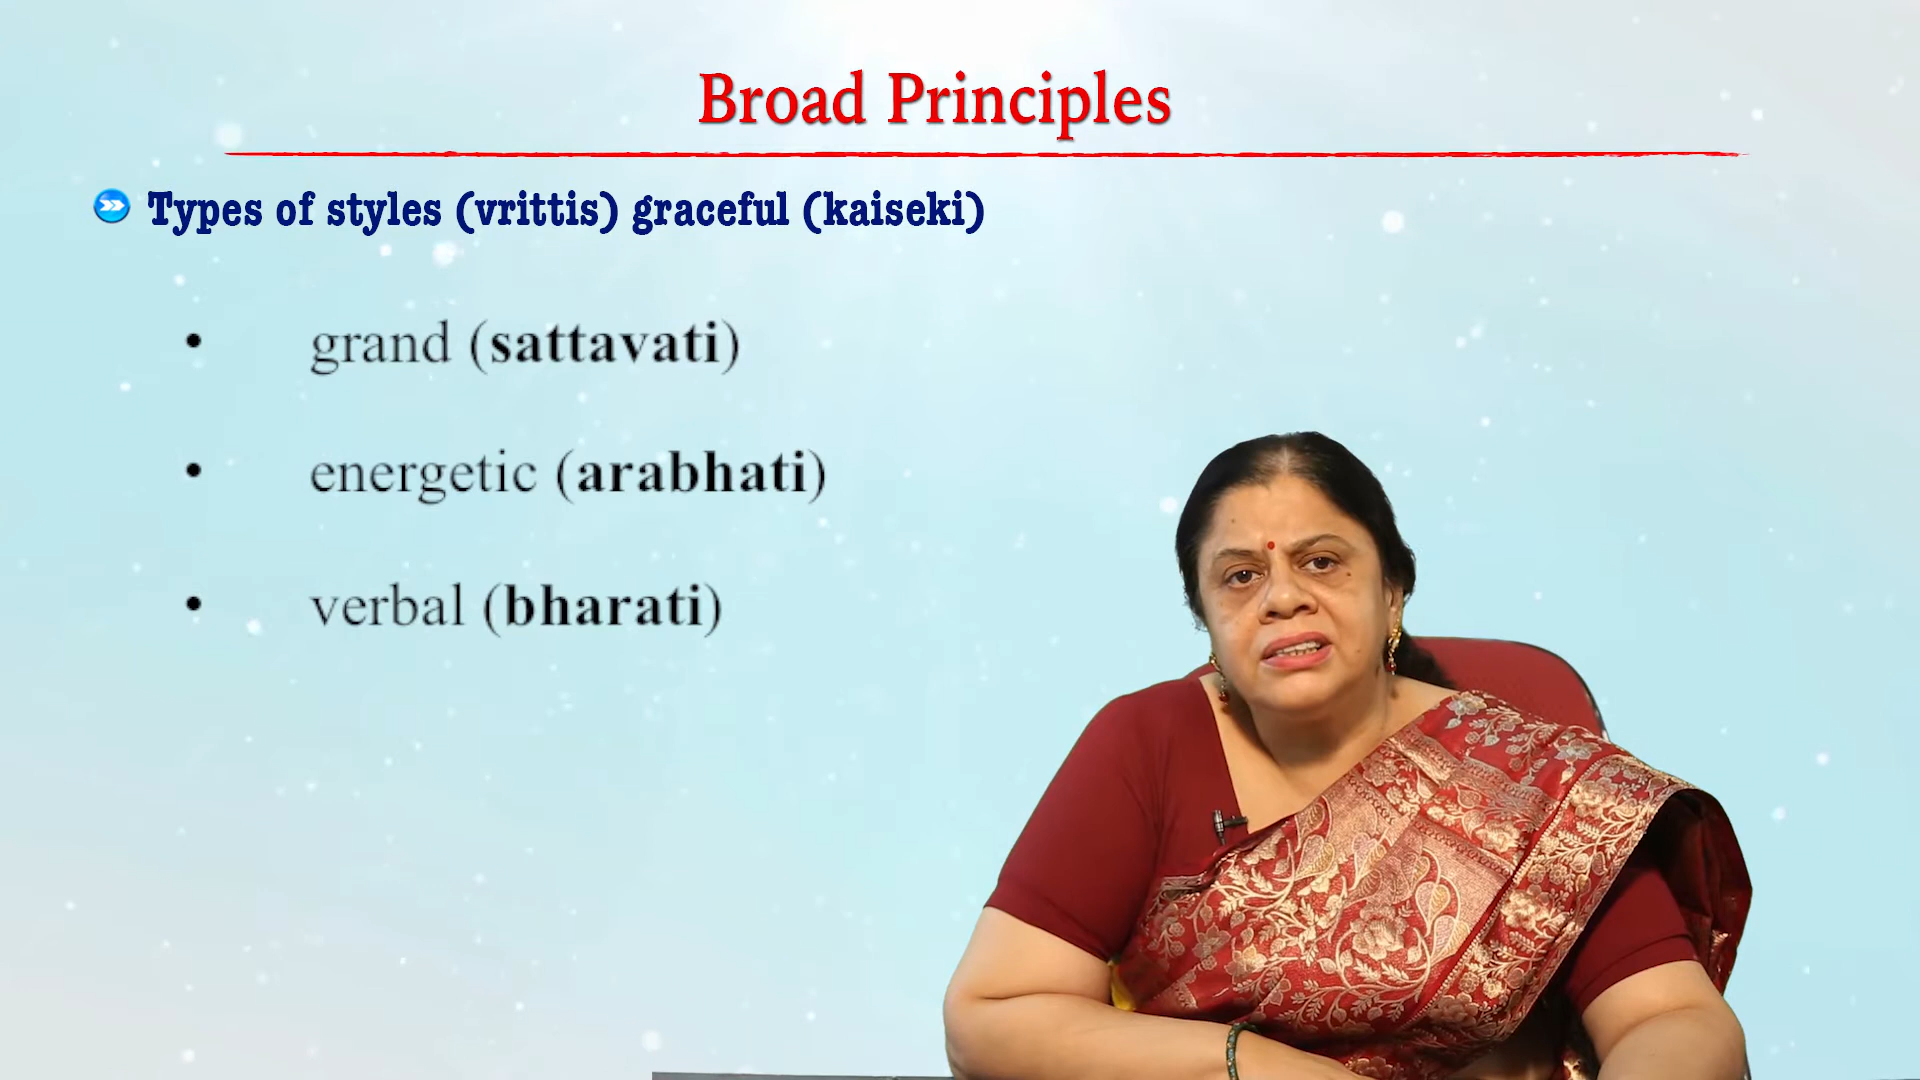 Broad Principles
Types of styles (vrittis) graceful (kaiseki)
• grand (sattavati)
• energetic (arabhati)
• verbal (bharati)